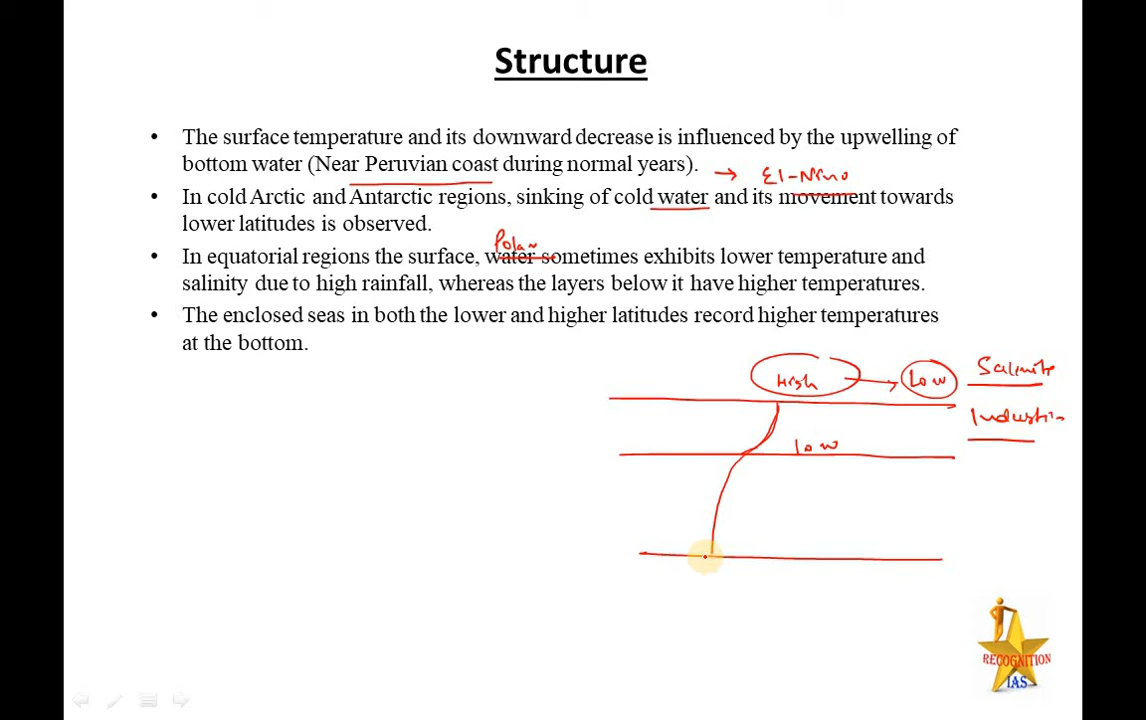 Structure
• The surface temperature and its downward decrease is influenced by the upwelling of
bottom water (Near Peruvian coast during normal years).
→ El-Nino
• In cold Arctic and Antarctic regions, sinking of cold water and its movement towards
lower latitudes is observed.
Polar
• In equatorial regions the surface, water sometimes exhibits lower temperature and
salinity due to high rainfall, whereas the layers below it have higher temperatures.
• The enclosed seas in both the lower and higher latitudes record higher temperatures
at the bottom.
High → Low Salinity
low
RECOGNITION
IAS